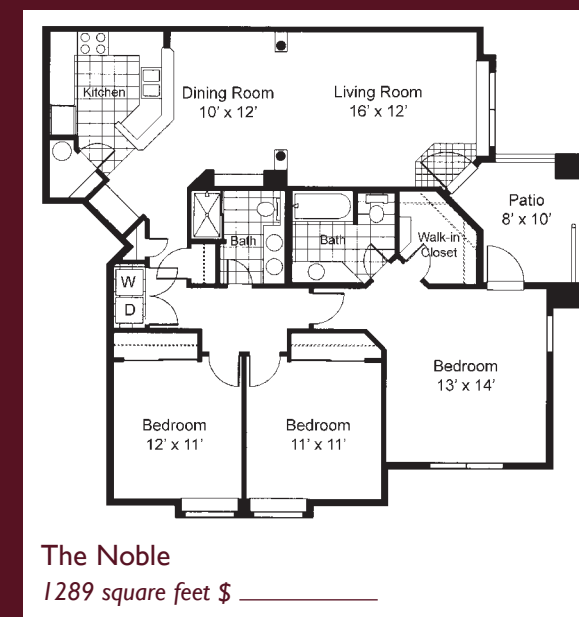 Kitchen
Dining Room
10' x 12'
Living Room
16' x 12'
Patio
8' x 10'
Bath
Bath
Walk-in
Closet
W
D
Bedroom
13' x 14'
Bedroom
12' x 11'
Bedroom
11' x 11'
The Noble
1289 square feet $ ____________